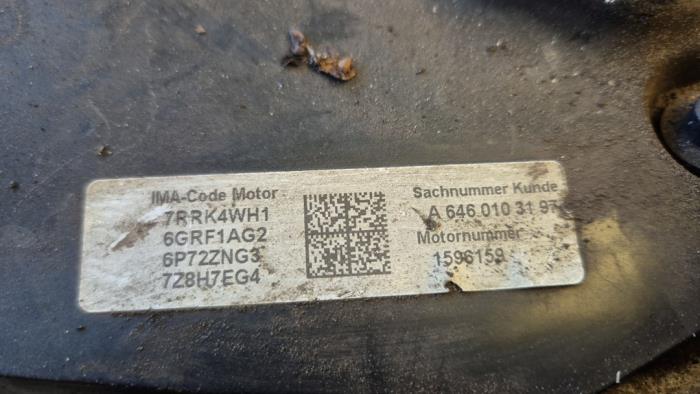 IMA-Code Motor
7RRK4WH1
6GRF1AG2
6P72ZNG3
7Z8H7EG4
Sachnummer Kunde
A 646 010 31 97
Motornummer
1596159